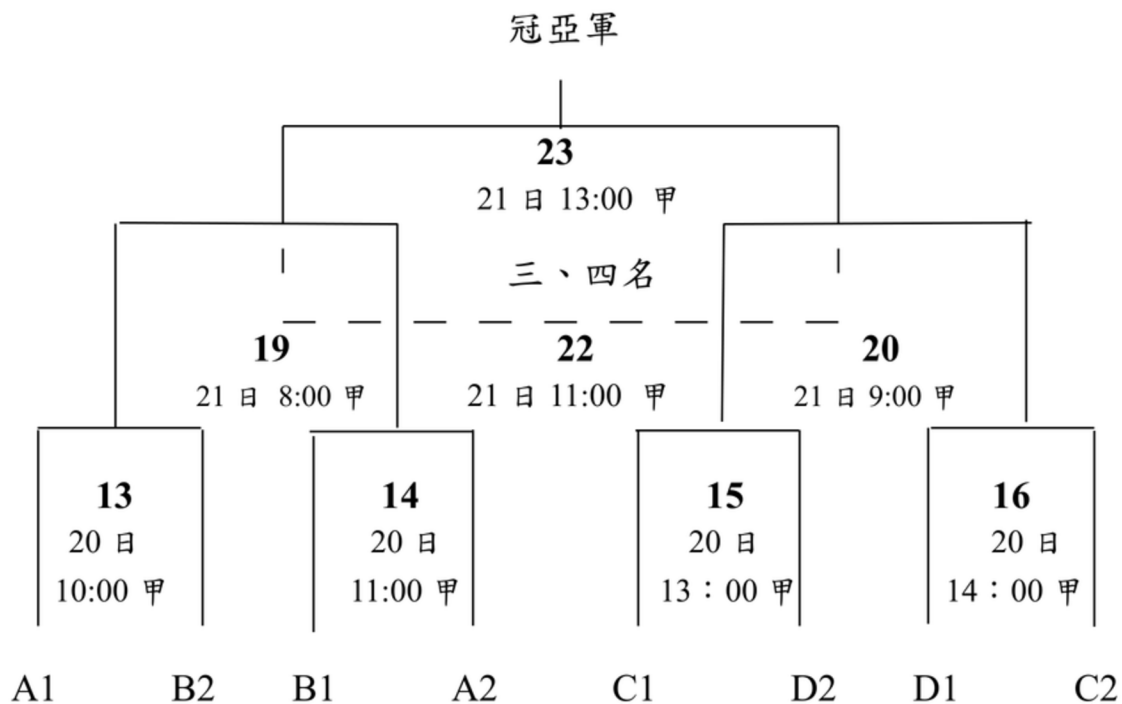 冠亞軍
23
21 日 13:00 甲
三、四名
19 22 20
21 日 8:00 甲 21 日 11:00 甲 21 日 9:00 甲
13 14 15 16
20 日 20 日 20 日 20 日
10:00 甲 11:00 甲 13：00 甲 14：00 甲
A1 B2 B1 A2 C1 D2 D1 C2